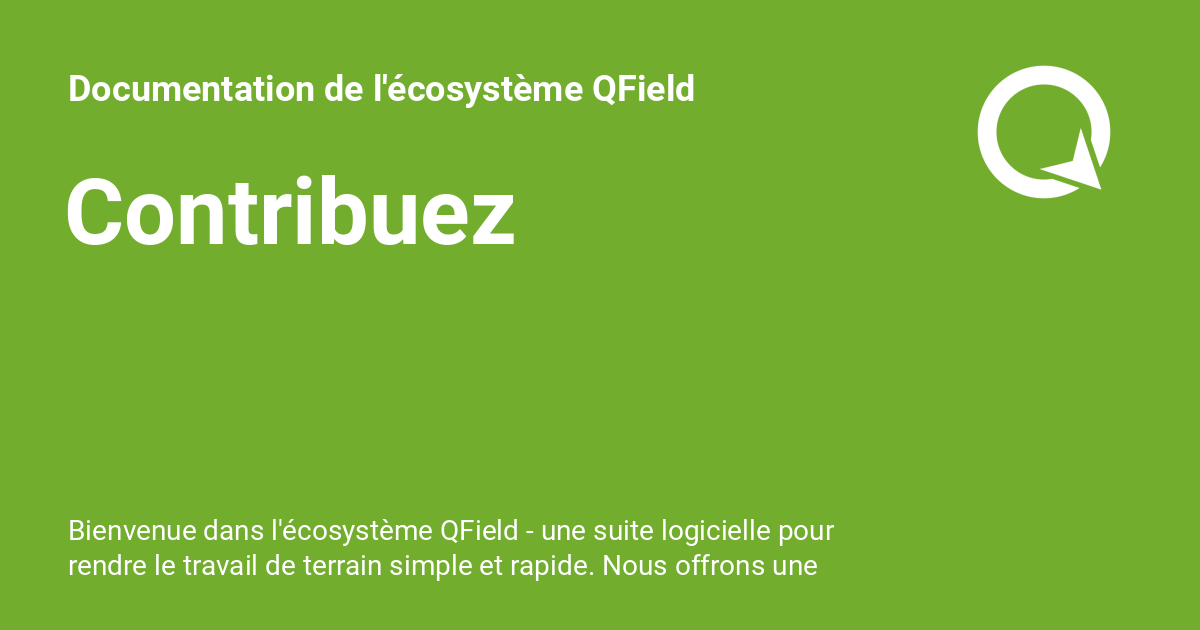 Documentation de l'écosystème QField
Contribuez
Bienvenue dans l'écosystème QField - une suite logicielle pour
rendre le travail de terrain simple et rapide. Nous offrons une